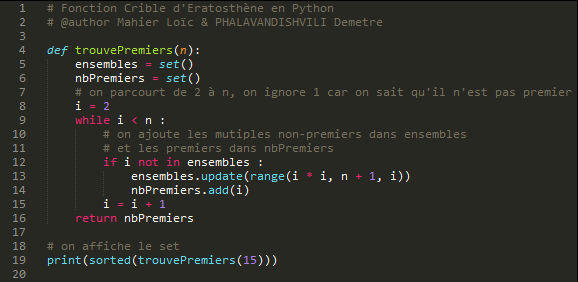 1 # Fonction Crible d'Eratosthène en Python
2 # @author Mahier Loïc & PHALAVANDISHVILI Demetre
3
4 def trouvePremiers(n):
5     ensembles = set()
6     nbPremiers = set()
7     # on parcourt de 2 à n, on ignore 1 car on sait qu'il n'est pas premier
8     i = 2
9     while i < n :
10         # on ajoute les mutiples non-premiers dans ensembles
11         # et les premiers dans nbPremiers
12         if i not in ensembles :
13             ensembles.update(range(i * i, n + 1, i))
14             nbPremiers.add(i)
15         i = i + 1
16     return nbPremiers
17
18 # on affiche le set
19 print(sorted(trouvePremiers(15)))
20